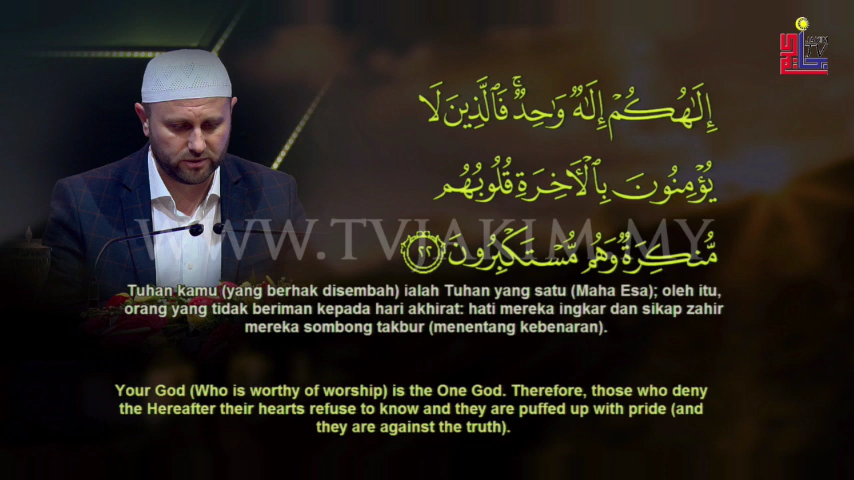 إِلَٰهُكُمْ إِلَٰهٌ وَٰحِدٌ ۚ فَٱلَّذِينَ لَا
يُؤْمِنُونَ بِٱلْـَٔاخِرَةِ قُلُوبُهُم
مُّنكِرَةٌ وَهُم مُّسْتَكْبِرُونَ ٢٢
WWW.TVJAKIM.MY
Tuhan kamu (yang berhak disembah) ialah Tuhan yang satu (Maha Esa); oleh itu,
orang yang tidak beriman kepada hari akhirat: hati mereka ingkar dan sikap zahir
mereka sombong takbur (menentang kebenaran).
Your God (Who is worthy of worship) is the One God. Therefore, those who deny
the Hereafter their hearts refuse to know and they are puffed up with pride (and
they are against the truth).